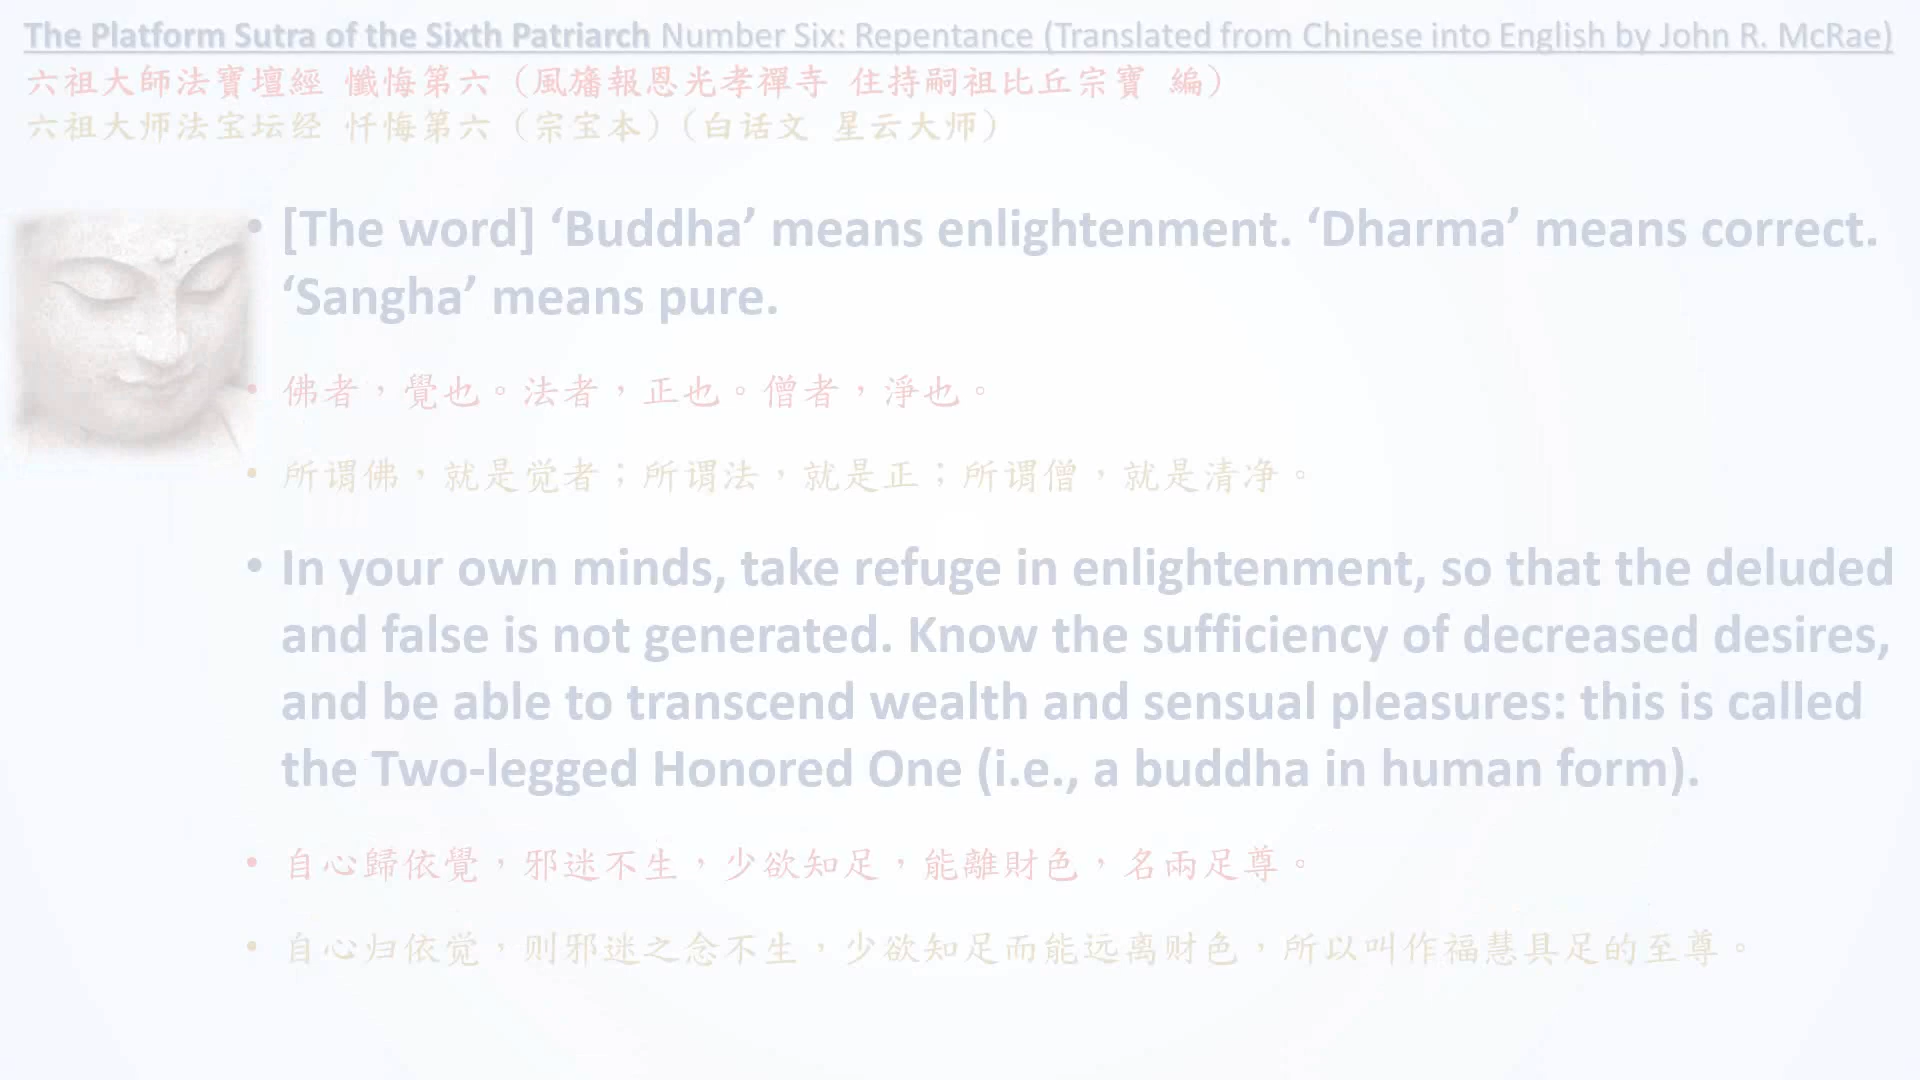 The Platform Sutra of the Sixth Patriarch Number Six: Repentance (Translated from Chinese into English by John R. McRae)
六祖大師法寶壇經 懺悔第六（風旛報恩光孝禪寺 住持嗣祖比丘宗寶 編）
六祖大师法宝坛经 忏悔第六（宗宝本）（白话文 星云大师）
• [The word] ‘Buddha’ means enlightenment. ‘Dharma’ means correct.
‘Sangha’ means pure.
• 佛者，覺也。法者，正也。僧者，淨也。
• 所谓佛，就是觉者；所谓法，就是正；所谓僧，就是清净。
• In your own minds, take refuge in enlightenment, so that the deluded
and false is not generated. Know the sufficiency of decreased desires,
and be able to transcend wealth and sensual pleasures: this is called
the Two-legged Honored One (i.e., a buddha in human form).
• 自心歸依覺，邪迷不生，少欲知足，能離財色，名兩足尊。
• 自心归依觉，则邪迷之念不生，少欲知足而能远离财色，所以叫作福慧具足的至尊。